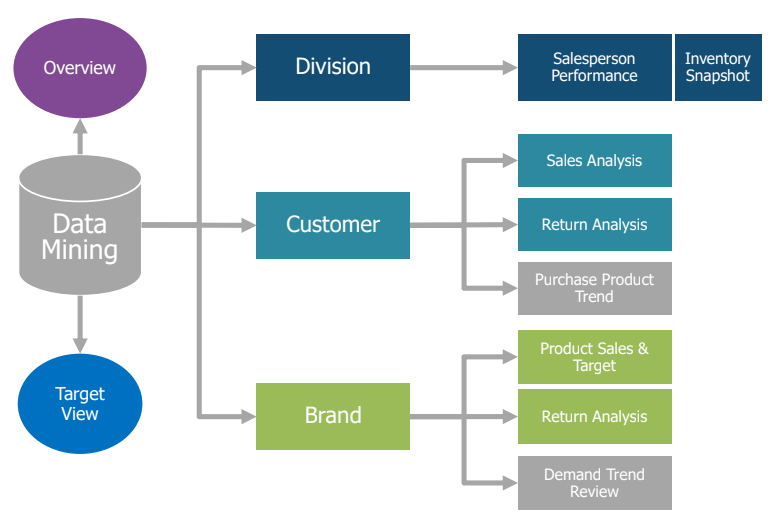 Overview
Data
Mining
Target
View
Division
Salesperson
Performance
Inventory
Snapshot
Customer
Sales Analysis
Return Analysis
Purchase Product
Trend
Brand
Product Sales &
Target
Return Analysis
Demand Trend
Review